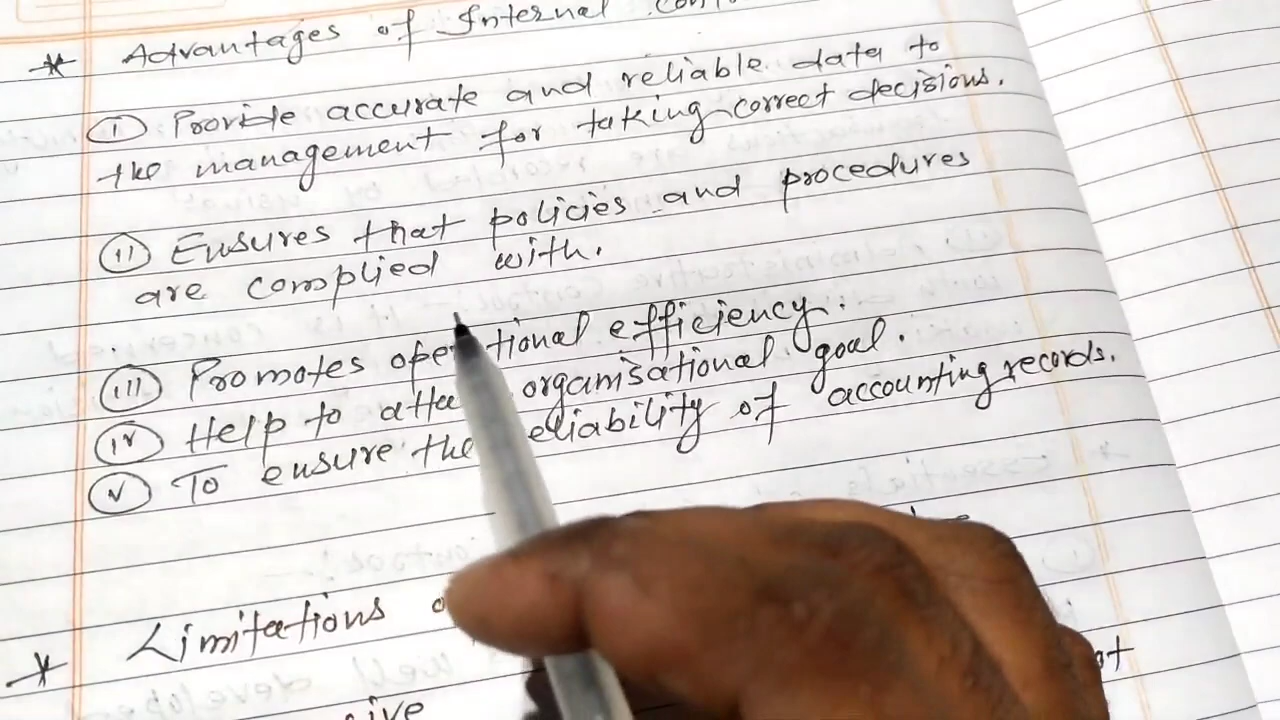 * Advantages of Internal
(I) Provide accurate and reliable data to
the management for taking correct decisions.
(II) Ensures that policies and procedures
are complied with.
(III) Promotes operational efficiency.
(IV) Help to organisational goal.
(V) To ensure the reliability of accounting records.
* Limitations